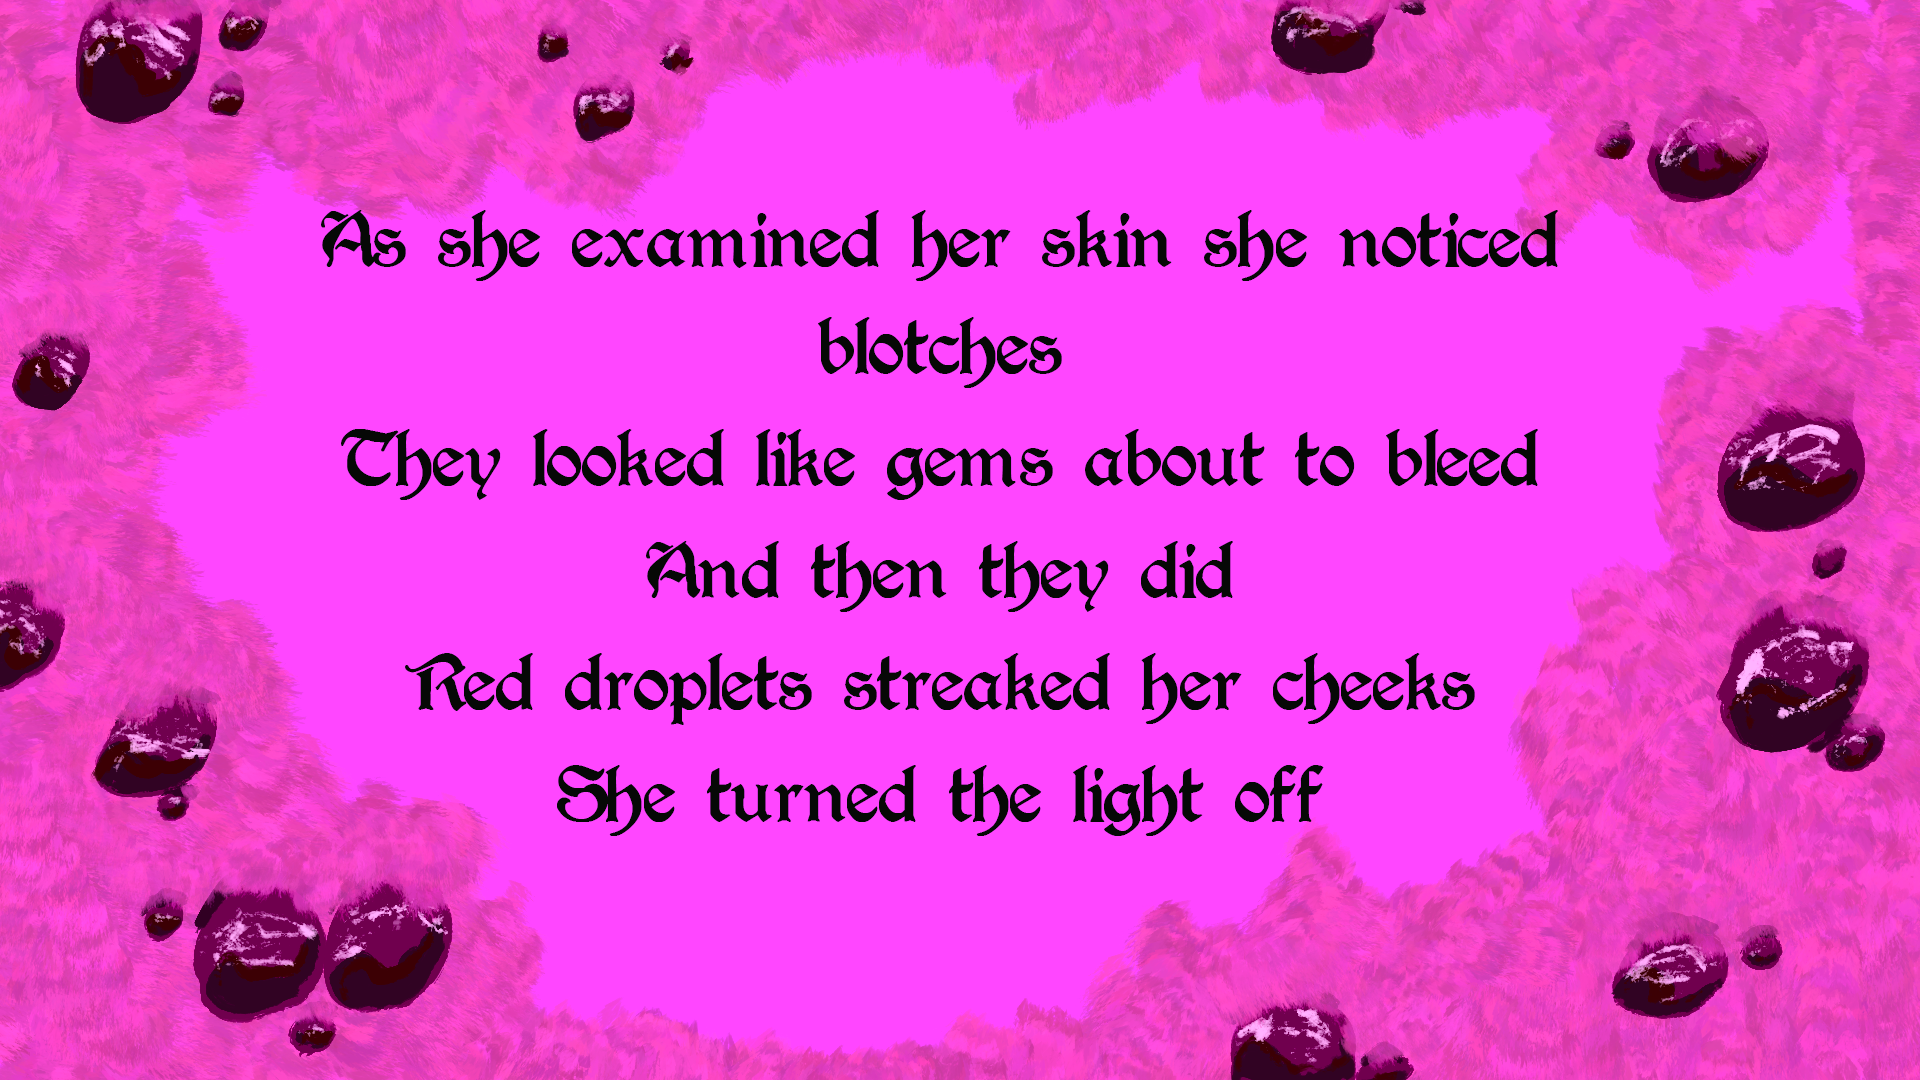 As she examined her skin she noticed
blotches
They looked like gems about to bleed
And then they did
Red droplets streaked her cheeks
She turned the light off